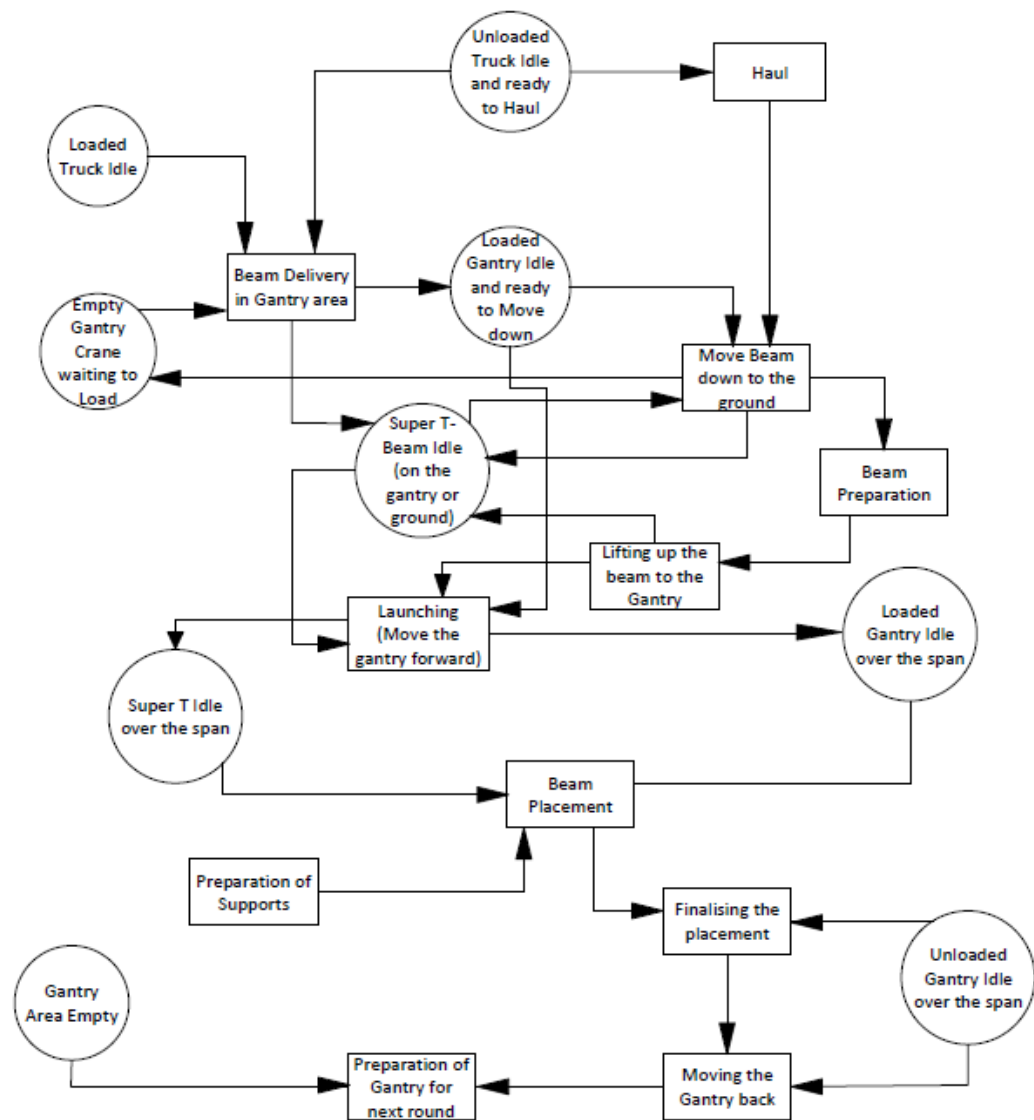 Unloaded
Truck Idle
and ready
to Haul
Haul
Loaded
Truck Idle
Beam Delivery
in Gantry area
Loaded
Gantry Idle
and ready
to Move
down
Empty
Gantry
Crane
waiting to
Load
Move Beam
down to the
ground
Super T-
Beam Idle
(on the
gantry or
ground)
Beam
Preparation
Lifting up the
beam to the
Gantry
Launching
(Move the
gantry forward)
Loaded
Gantry Idle
over the span
Super T Idle
over the span
Beam
Placement
Preparation of
Supports
Finalising the
placement
Unloaded
Gantry Idle
over the span
Gantry
Area Empty
Preparation of
Gantry for
next round
Moving the
Gantry back